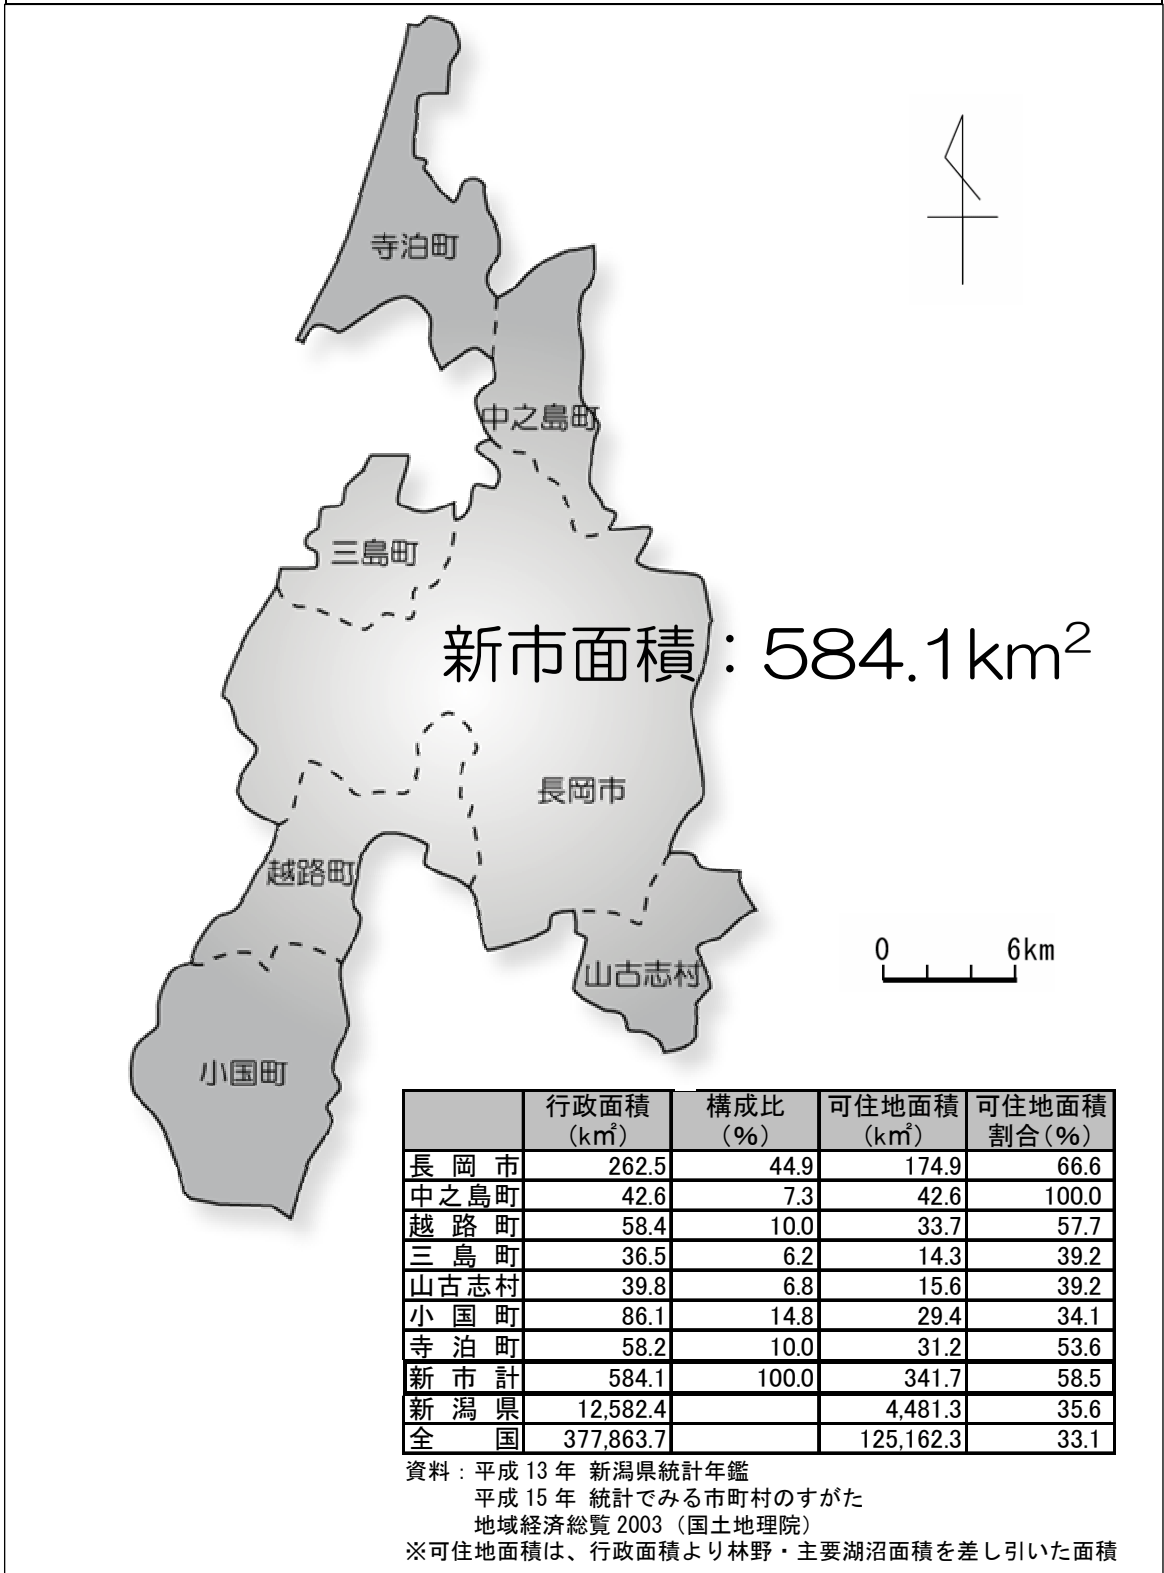 寺泊町
中之島町
三島町
新市面積：584.1km²
長岡市
越路町
0 6km
山古志村
小国町
行政面積 構成比 可住地面積 可住地面積
（k㎡） （%） （k㎡） 割合（%）
長岡市 262.5 44.9 174.9 66.6
中之島町 42.6 7.3 42.6 100.0
越路町 58.4 10.0 33.7 57.7
三島町 36.5 6.2 14.3 39.2
山古志村 39.8 6.8 15.6 39.2
小国町 86.1 14.8 29.4 34.1
寺泊町 58.2 10.0 31.2 53.6
新市計 584.1 100.0 341.7 58.5
新潟県 12,582.4 4,481.3 35.6
全国 377,863.7 125,162.3 33.1
資料：平成13年 新潟県統計年鑑
平成15年 統計でみる市町村のすがた
地域経済総覧2003（国土地理院）
※可住地面積は、行政面積より林野・主要湖沼面積を差し引いた面積